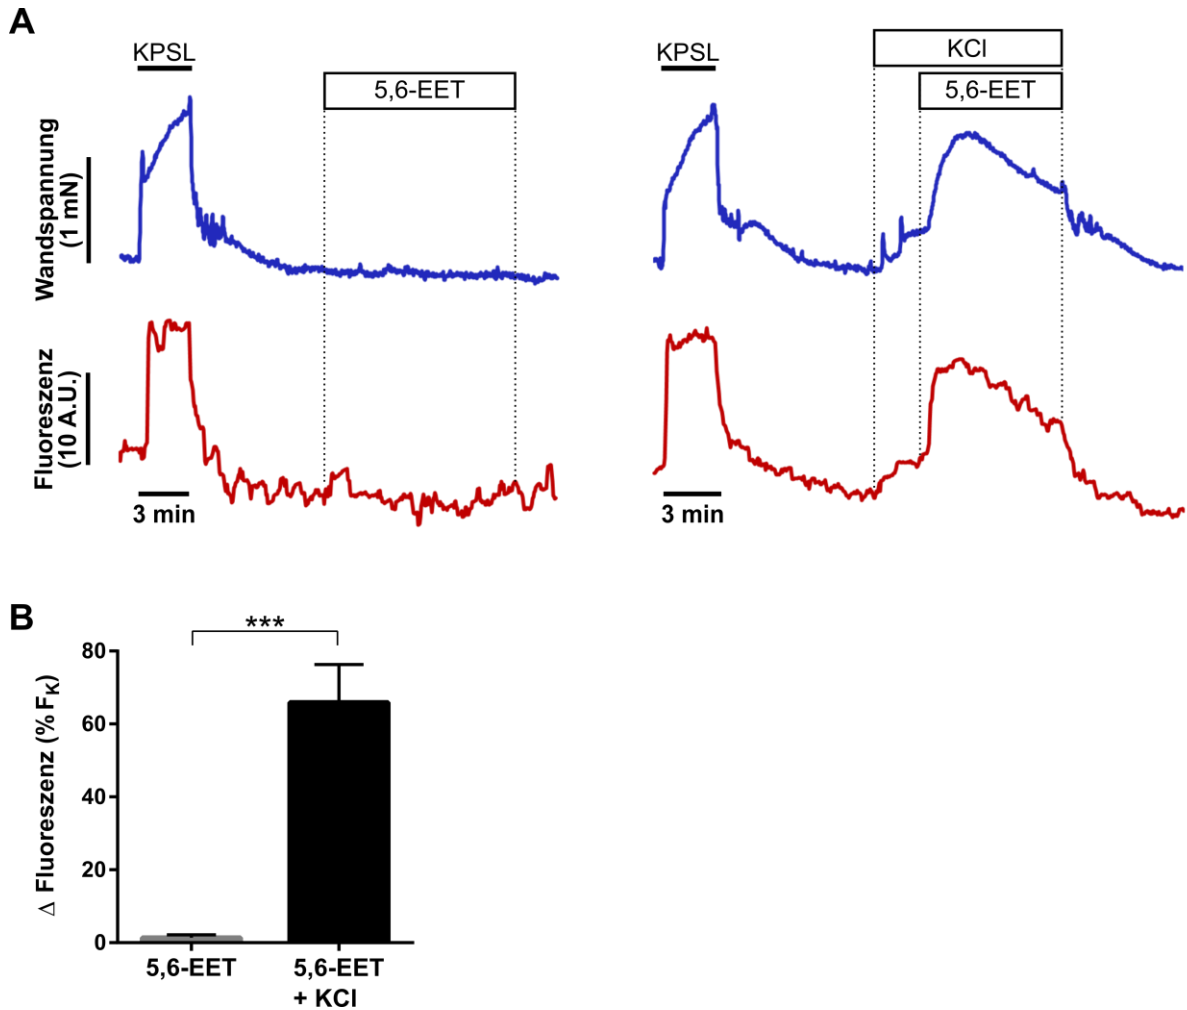 A
KPSL
5,6-EET
KPSL
KCl
5,6-EET
Wandspannung
(1 mN)
Fluoreszenz
(10 A.U.)
3 min
3 min
B
***
Δ Fluoreszenz (% FK)
80
60
40
20
0
5,6-EET
5,6-EET
+ KCl